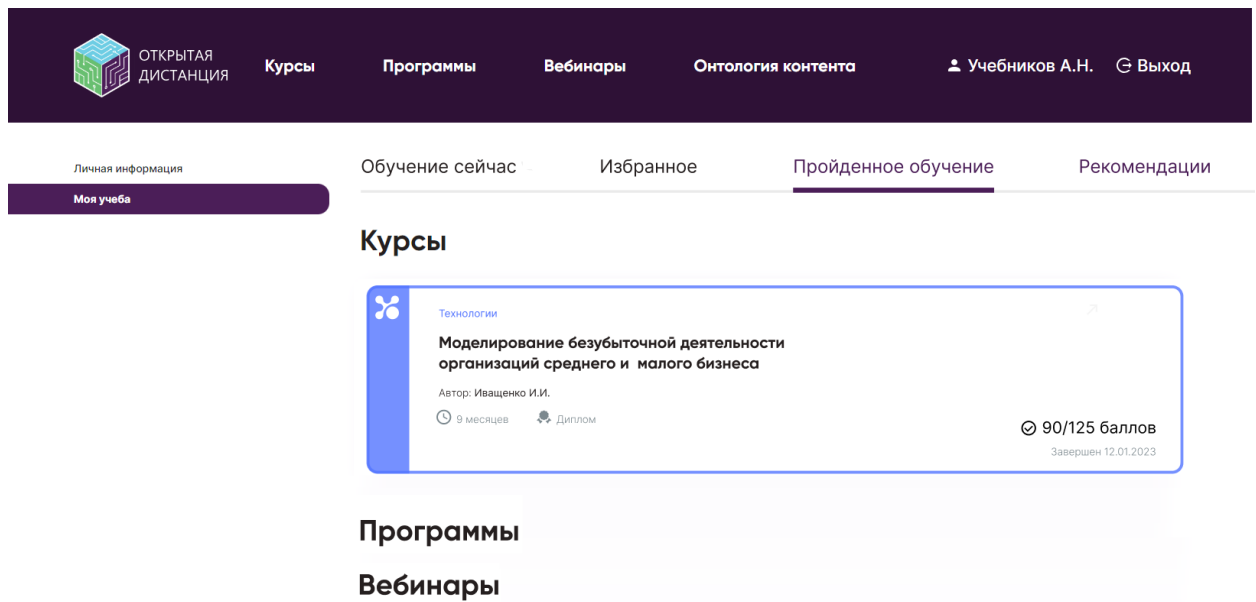 ОТКРЫТАЯ
ДИСТАНЦИЯ
Курсы
Программы
Вебинары
Онтология контента
Учебников А.Н.
Выход
Личная информация
Моя учеба
Обучение сейчас
Избранное
Пройденное обучение
Рекомендации
Курсы
Технологии
Моделирование безубыточной деятельности
организаций среднего и малого бизнеса
Автор: Иващенко И.И.
9 месяцев
Диплом
90/125 баллов
Завершен 12.01.2023
Программы
Вебинары